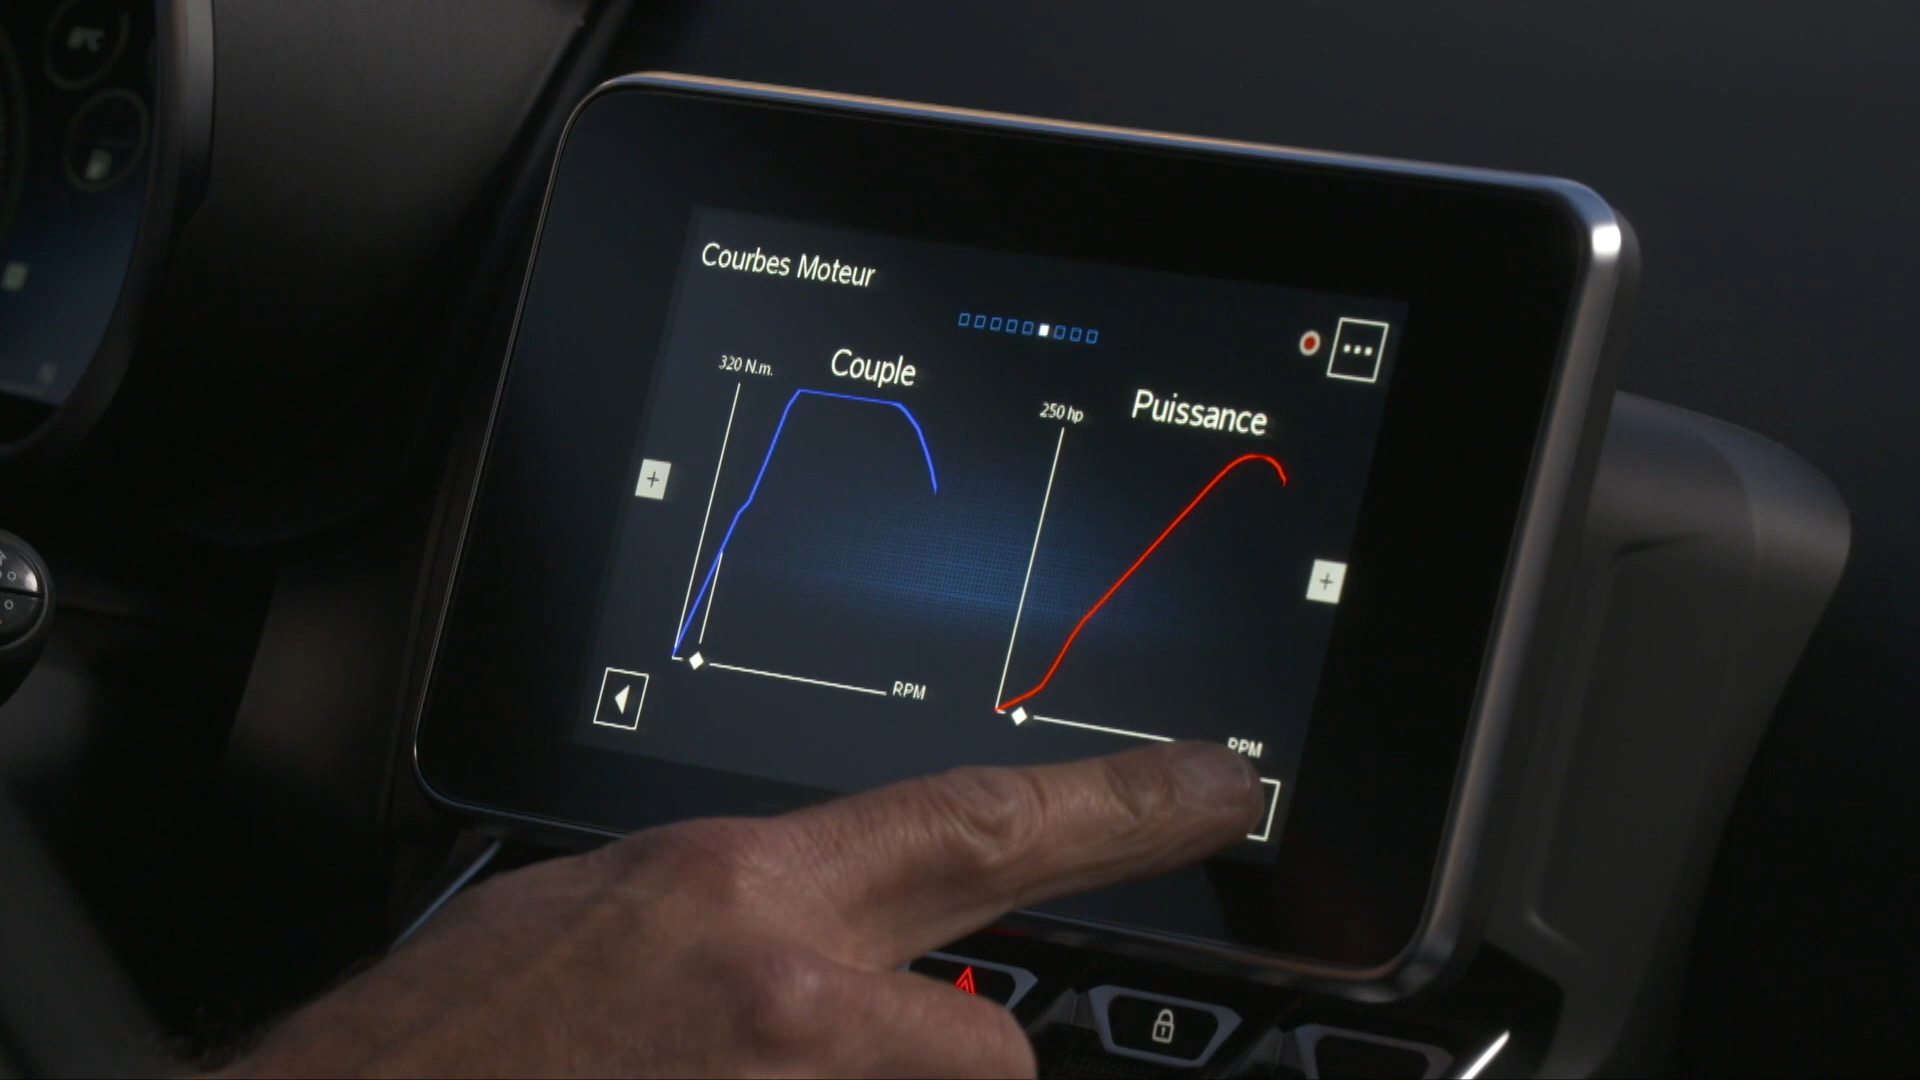 Courbes Moteur
320 N.m.
Couple
250 hp
Puissance
RPM
RPM